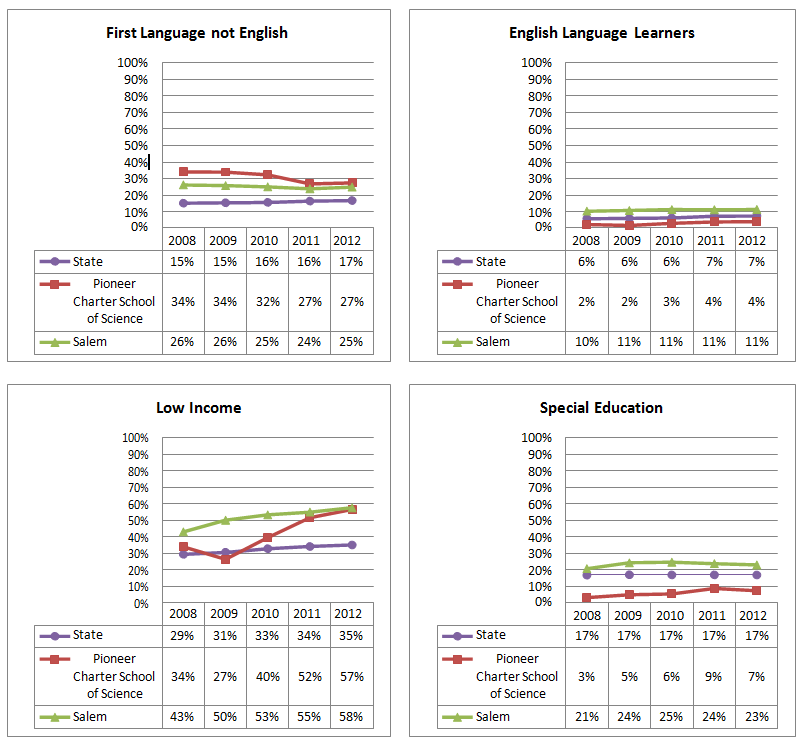 First Language not English
100%
90%
80%
70%
60%
50%
40%
30%
20%
10%
0%
2008 2009 2010 2011 2012
State 15% 15% 16% 16% 17%
Pioneer
Charter School 34% 34% 32% 27% 27%
of Science
Salem 26% 26% 25% 24% 25%
English Language Learners
100%
90%
80%
70%
60%
50%
40%
30%
20%
10%
0%
2008 2009 2010 2011 2012
State 6% 6% 6% 7% 7%
Pioneer
Charter School 2% 2% 3% 4% 4%
of Science
Salem 10% 11% 11% 11% 11%
Low Income
100%
90%
80%
70%
60%
50%
40%
30%
20%
10%
0%
2008 2009 2010 2011 2012
State 29% 31% 33% 34% 35%
Pioneer
Charter School 34% 27% 40% 52% 57%
of Science
Salem 43% 50% 53% 55% 58%
Special Education
100%
90%
80%
70%
60%
50%
40%
30%
20%
10%
0%
2008 2009 2010 2011 2012
State 17% 17% 17% 17% 17%
Pioneer
Charter School 3% 5% 6% 9% 7%
of Science
Salem 21% 24% 25% 24% 23%